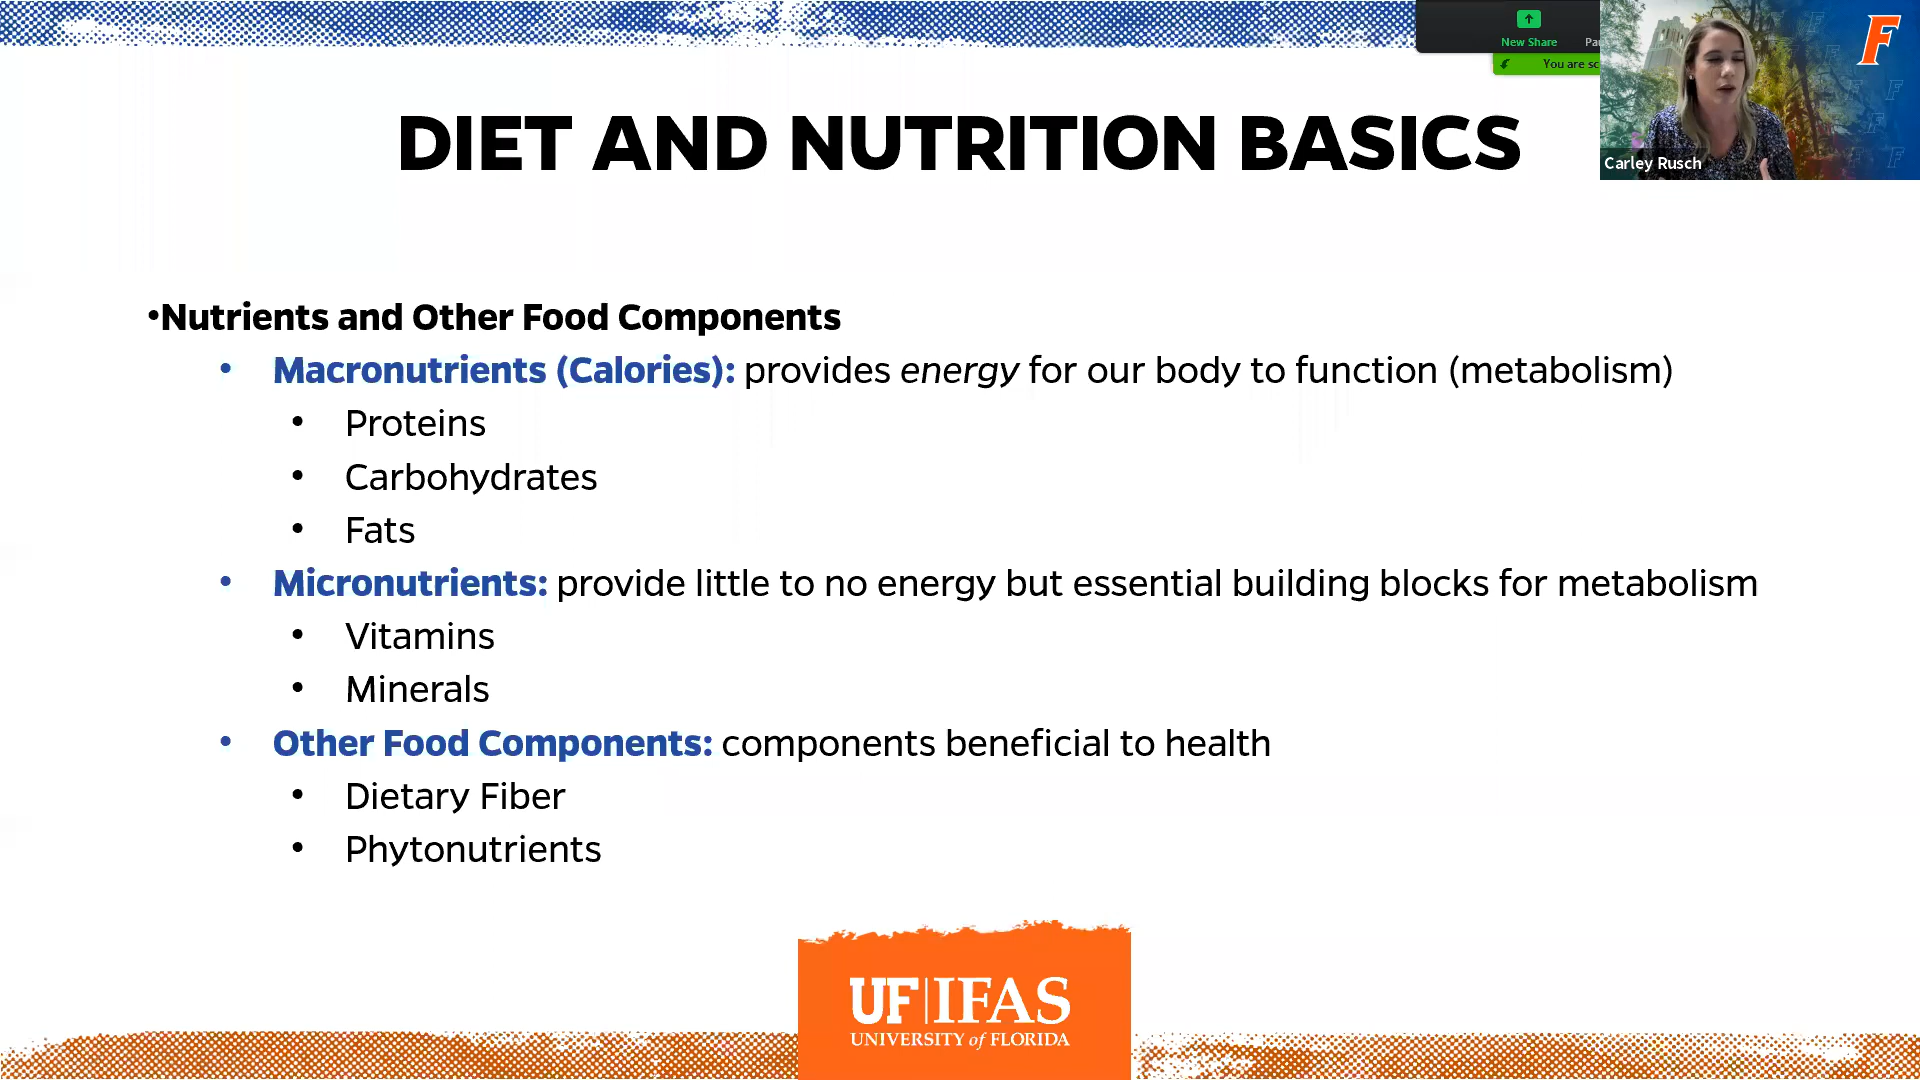 New Share
You are
Carley Rusch
DIET AND NUTRITION BASICS
•Nutrients and Other Food Components
• Macronutrients (Calories): provides energy for our body to function (metabolism)
• Proteins
• Carbohydrates
• Fats
• Micronutrients: provide little to no energy but essential building blocks for metabolism
• Vitamins
• Minerals
• Other Food Components: components beneficial to health
• Dietary Fiber
• Phytonutrients
UF|IFAS
UNIVERSITY of FLORIDA
F